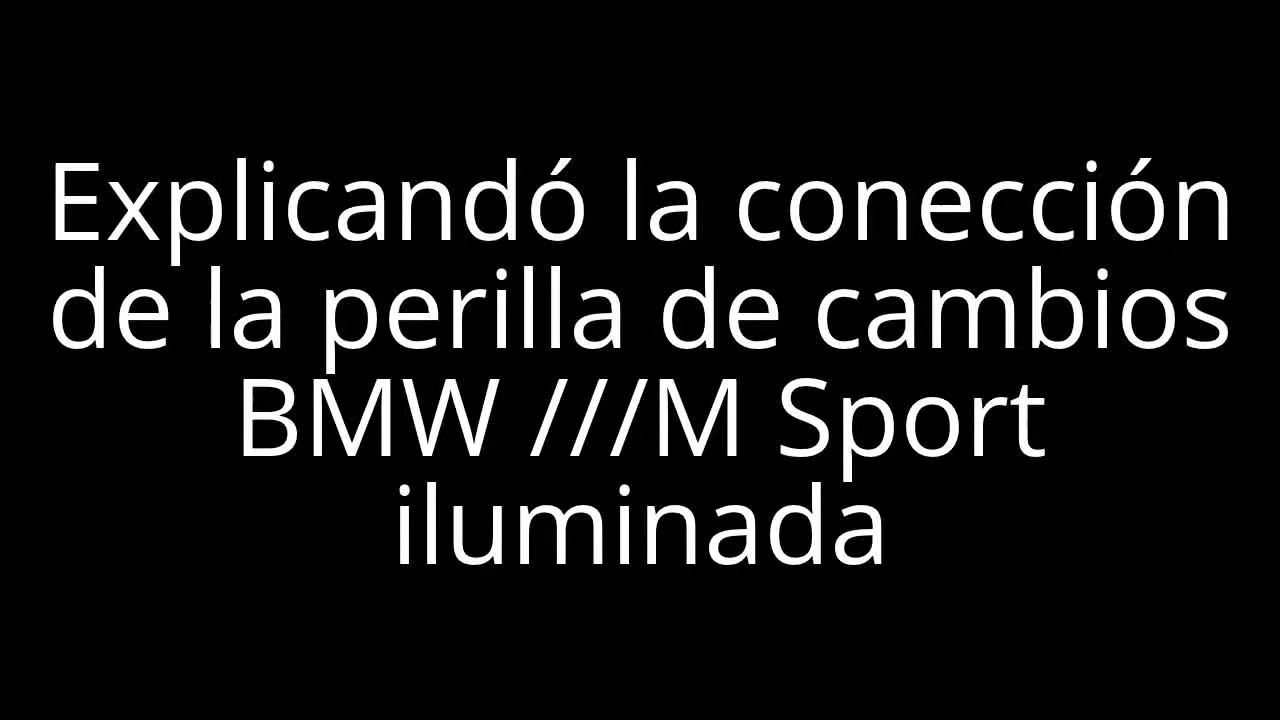 Explicandó la conección
de la perilla de cambios
BMW ///M Sport
iluminada